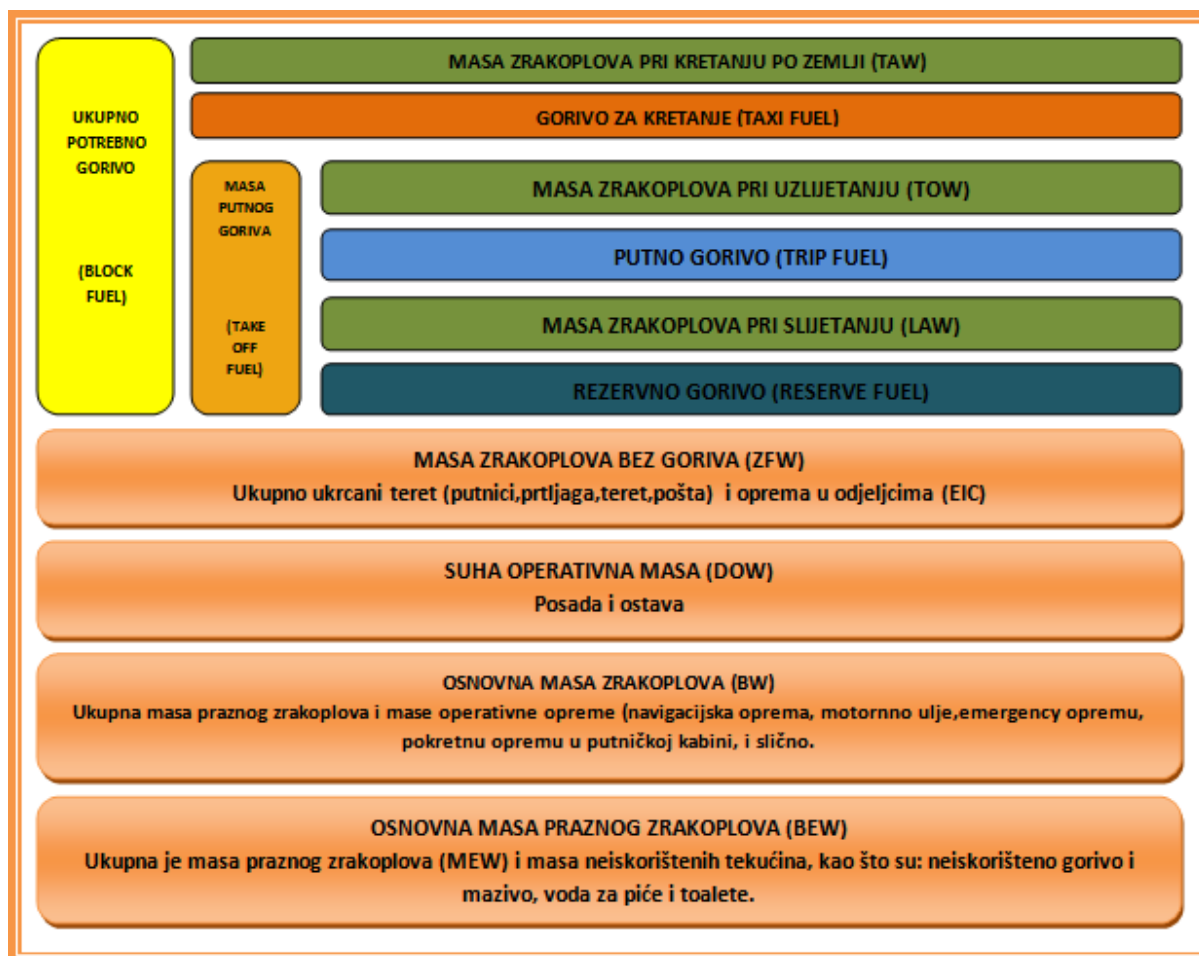 UKUPNO
POTREBNO
GORIVO
(BLOCK
FUEL)
MASA ZRAKOPLOVA PRI KRETANJU PO ZEMLJI (TAW)
GORIVO ZA KRETANJE (TAXI FUEL)
MASA
PUTNOG
GORIVA
(TAKE
OFF
FUEL)
MASA ZRAKOPLOVA PRI UZLIJETANJU (TOW)
PUTNO GORIVO (TRIP FUEL)
MASA ZRAKOPLOVA PRI SLIJETANJU (LAW)
REZERVNO GORIVO (RESERVE FUEL)
MASA ZRAKOPLOVA BEZ GORIVA (ZFW)
Ukupno ukrcani teret (putnici,prtljaga,teret,pošta) i oprema u odjeljcima (EIC)
SUHA OPERATIVNA MASA (DOW)
Posada i ostava
OSNOVNA MASA ZRAKOPLOVA (BW)
Ukupna masa praznog zrakoplova i mase operativne opreme (navigacijska oprema, motornno ulje,emergency opremu,
pokretnu opremu u putničkoj kabini, i slično.
OSNOVNA MASA PRAZNOG ZRAKOPLOVA (BEW)
Ukupna je masa praznog zrakoplova (MEW) i masa neiskorištenih tekućina, kao što su: neiskorišteno gorivo i
mazivo, voda za piće i toalete.